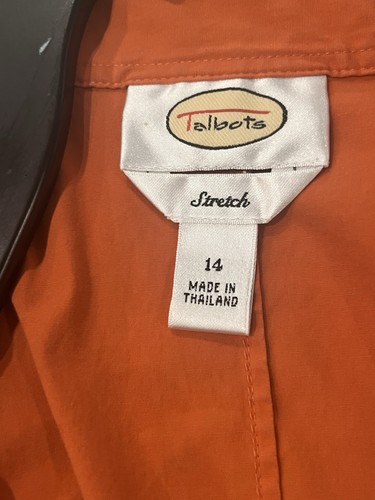 Talbots
Stretch
14
MADE IN
THAILAND